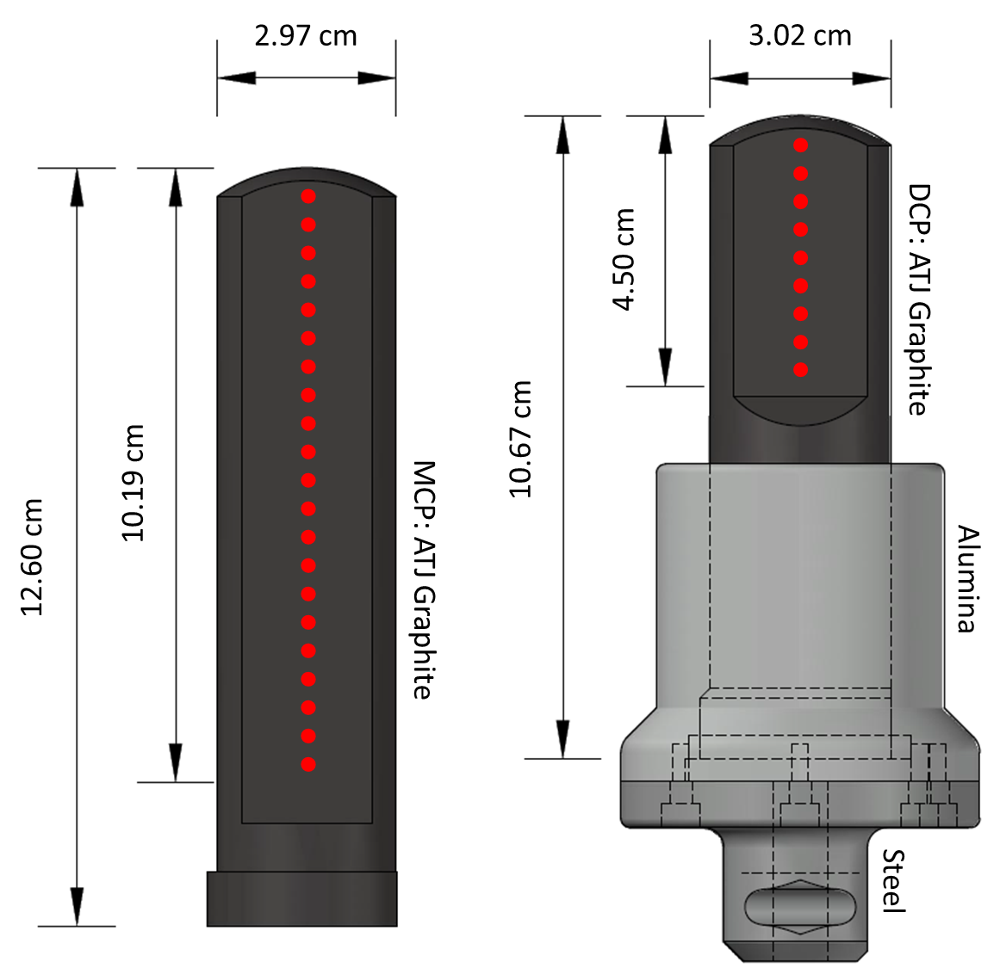 2.97 cm
3.02 cm
12.60 cm
10.19 cm
MCP: ATJ Graphite
10.67 cm
4.50 cm
DCP: ATJ Graphite
Alumina
Steel